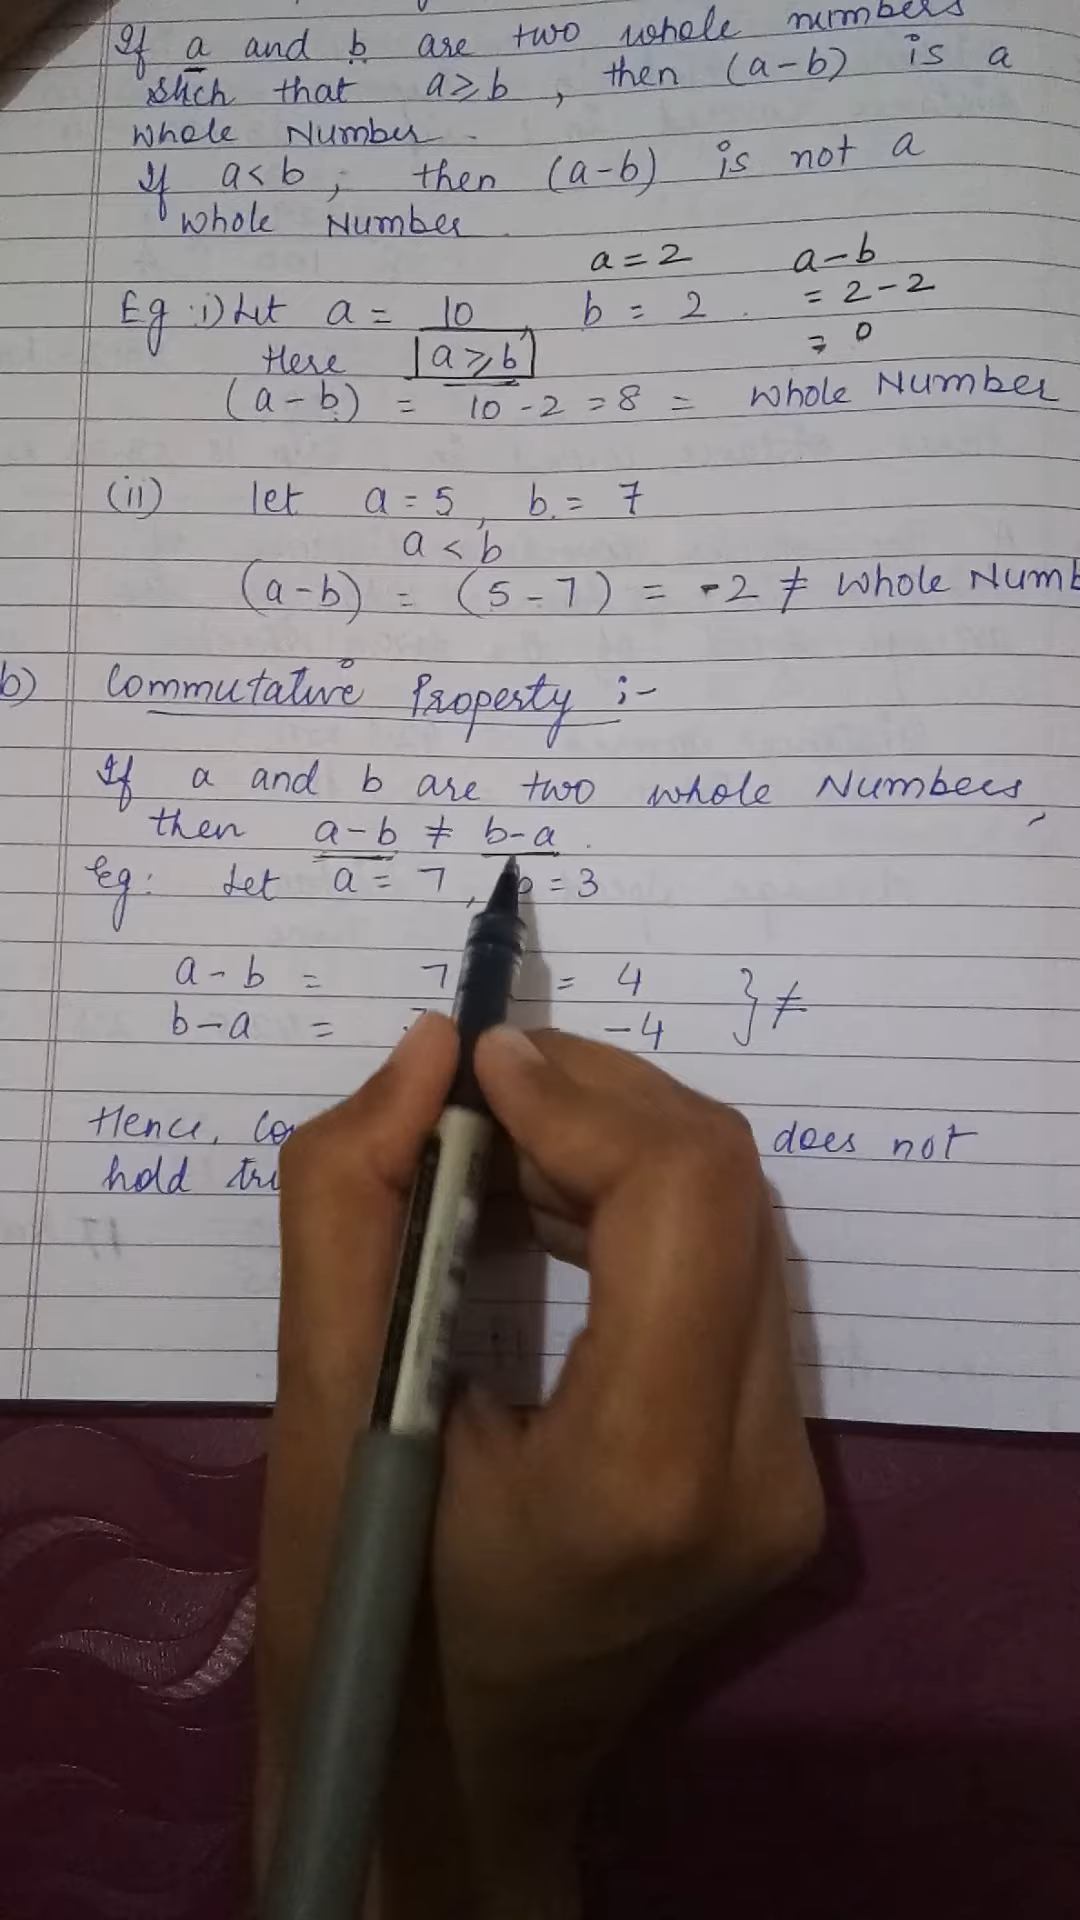 If a and b are two whole numbers
such that a ≥ b , then (a-b) is a
whole Number.
If a<b ; then (a-b) is not a
whole Number.
a = 2 a-b
Eg : i) Let a = 10 b = 2 . = 2-2
Here a ≥ b = 0
(a-b) = 10-2 = 8 = whole Number
(ii) let a = 5 , b = 7
a < b
(a-b) = (5-7) = -2 ≠ whole Numb
b) Commutative Property :-
If a and b are two whole Numbers,
then a-b ≠ b-a .
Eg: Let a = 7 , b = 3
a-b = 7 = 4 } ≠
b-a = -4
Hence, does not
hold